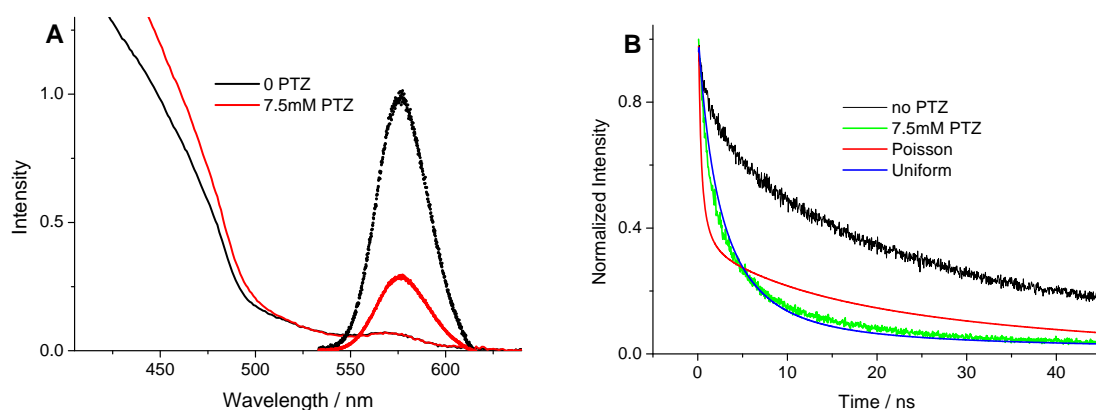 A
0 PTZ
7.5mM PTZ
1.0
0.5
0.0
Intensity
450 500 550 600
Wavelength / nm
B
no PTZ
7.5mM PTZ
Poisson
Uniform
0.8
0.4
0.0
Normalized Intensity
0 10 20 30 40
Time / ns